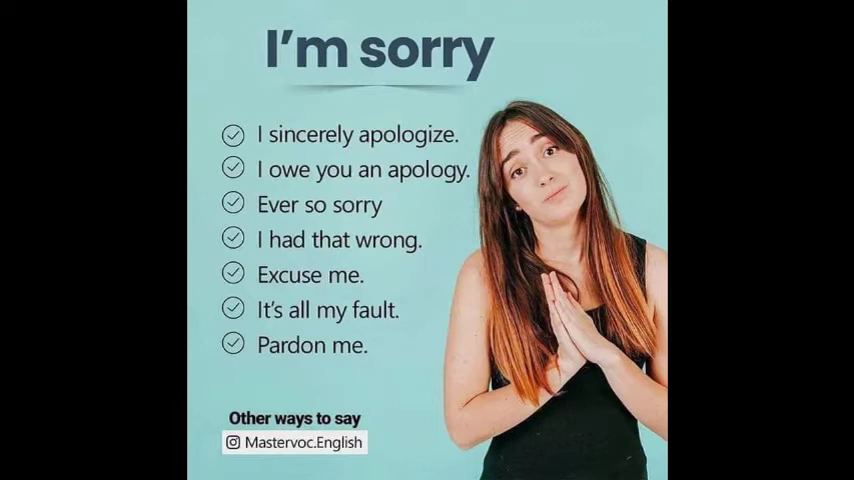 I'm sorry
I sincerely apologize.
I owe you an apology.
Ever so sorry
I had that wrong.
Excuse me.
It's all my fault.
Pardon me.
Other ways to say
Mastervoc.English